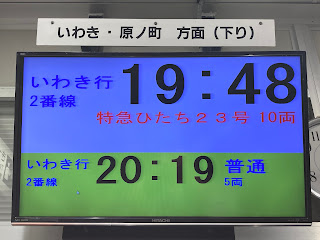 いわき・原ノ町　方面（下り）
いわき行 19：48
2番線
特急ひたち２３号 10両
いわき行 20：19 普通
2番線 5両
HITACHI